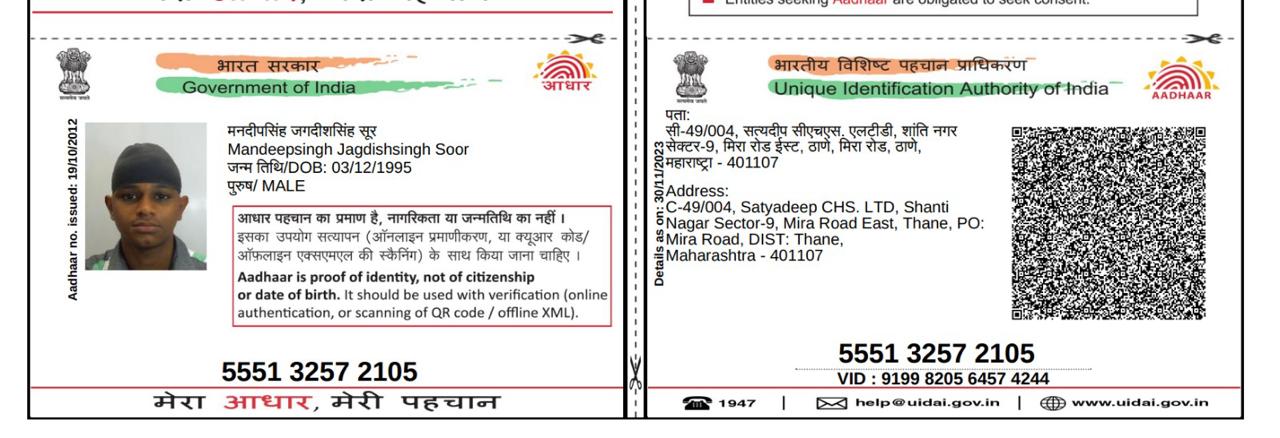 Entities seeking Aadhaar are obligated to seek consent.
भारत सरकार
Government of India
आधार
सत्यमेव जयते
Aadhaar no. issued: 19/10/2012
मनदीपसिंह जगदीशसिंह सूर
Mandeepsingh Jagdishsingh Soor
जन्म तिथि/DOB: 03/12/1995
पुरुष/ MALE
आधार पहचान का प्रमाण है, नागरिकता या जन्मतिथि का नहीं ।
इसका उपयोग सत्यापन (ऑनलाइन प्रमाणीकरण, या क्यूआर कोड/
ऑफ़लाइन एक्सएमएल की स्कैनिंग) के साथ किया जाना चाहिए ।
Aadhaar is proof of identity, not of citizenship
or date of birth. It should be used with verification (online
authentication, or scanning of QR code / offline XML).
5551 3257 2105
मेरा आधार, मेरी पहचान
भारतीय विशिष्ट पहचान प्राधिकरण
Unique Identification Authority of India
AADHAAR
सत्यमेव जयते
Details as on: 30/11/2023
पता:
सी-49/004, सत्यदीप सीएचएस. एलटीडी, शांति नगर
सेक्टर-9, मिरा रोड ईस्ट, ठाणे, मिरा रोड, ठाणे,
महाराष्ट्रा - 401107
Address:
C-49/004, Satyadeep CHS. LTD, Shanti
Nagar Sector-9, Mira Road East, Thane, PO:
Mira Road, DIST: Thane,
Maharashtra - 401107
5551 3257 2105
VID : 9199 8205 6457 4244
1947 | help@uidai.gov.in | www.uidai.gov.in